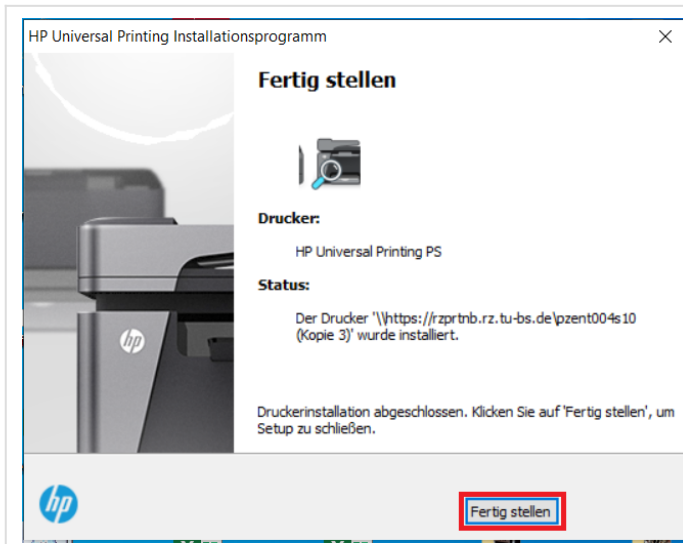 HP Universal Printing Installationsprogramm
Fertig stellen
Drucker:
HP Universal Printing PS
Status:
Der Drucker '\\https://rzprtnb.rz.tu-bs.de\pzent004s10
(Kopie 3)' wurde installiert.
Druckerinstallation abgeschlossen. Klicken Sie auf 'Fertig stellen', um
Setup zu schließen.
hp
hp
Fertig stellen